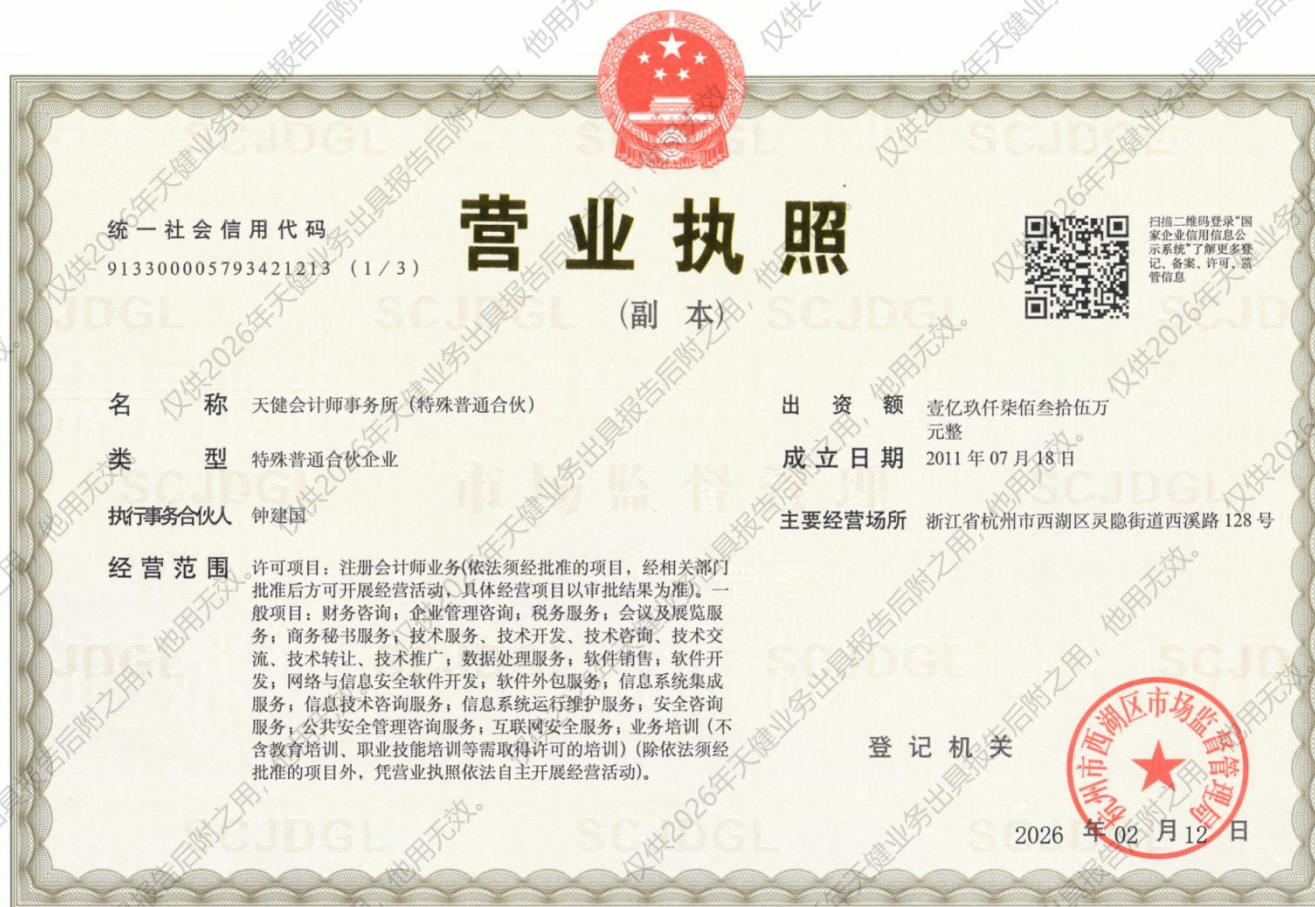 营业执照
（副 本）
统一社会信用代码
913300005793421213 (1/3)
扫描二维码登录“国
家企业信用信息公
示系统”了解更多登
记、备案、许可、监
管信息
名 称 天健会计师事务所（特殊普通合伙）
类 型 特殊普通合伙企业
执行事务合伙人 钟建国
经营范围 许可项目：注册会计师业务(依法须经批准的项目，经相关部门
批准后方可开展经营活动，具体经营项目以审批结果为准)。一
般项目：财务咨询；企业管理咨询；税务服务；会议及展览服
务；商务秘书服务；技术服务、技术开发、技术咨询、技术交
流、技术转让、技术推广；数据处理服务；软件销售；软件开
发；网络与信息安全软件开发；软件外包服务；信息系统集成
服务；信息技术咨询服务；信息系统运行维护服务；安全咨询
服务；公共安全管理咨询服务；互联网安全服务；业务培训（不
含教育培训、职业技能培训等需取得许可的培训）(除依法须经
批准的项目外，凭营业执照依法自主开展经营活动)。
出 资 额 壹亿玖仟柒佰叁拾伍万
元整
成立日期 2011年07月18日
主要经营场所 浙江省杭州市西湖区灵隐街道西溪路128号
登记机关
杭州市西湖区市场监督管理局
2026 年 02 月 12 日
SCJDGL
市场监督管理
仅供2026年天健业务出具报告后附之用，他用无效。